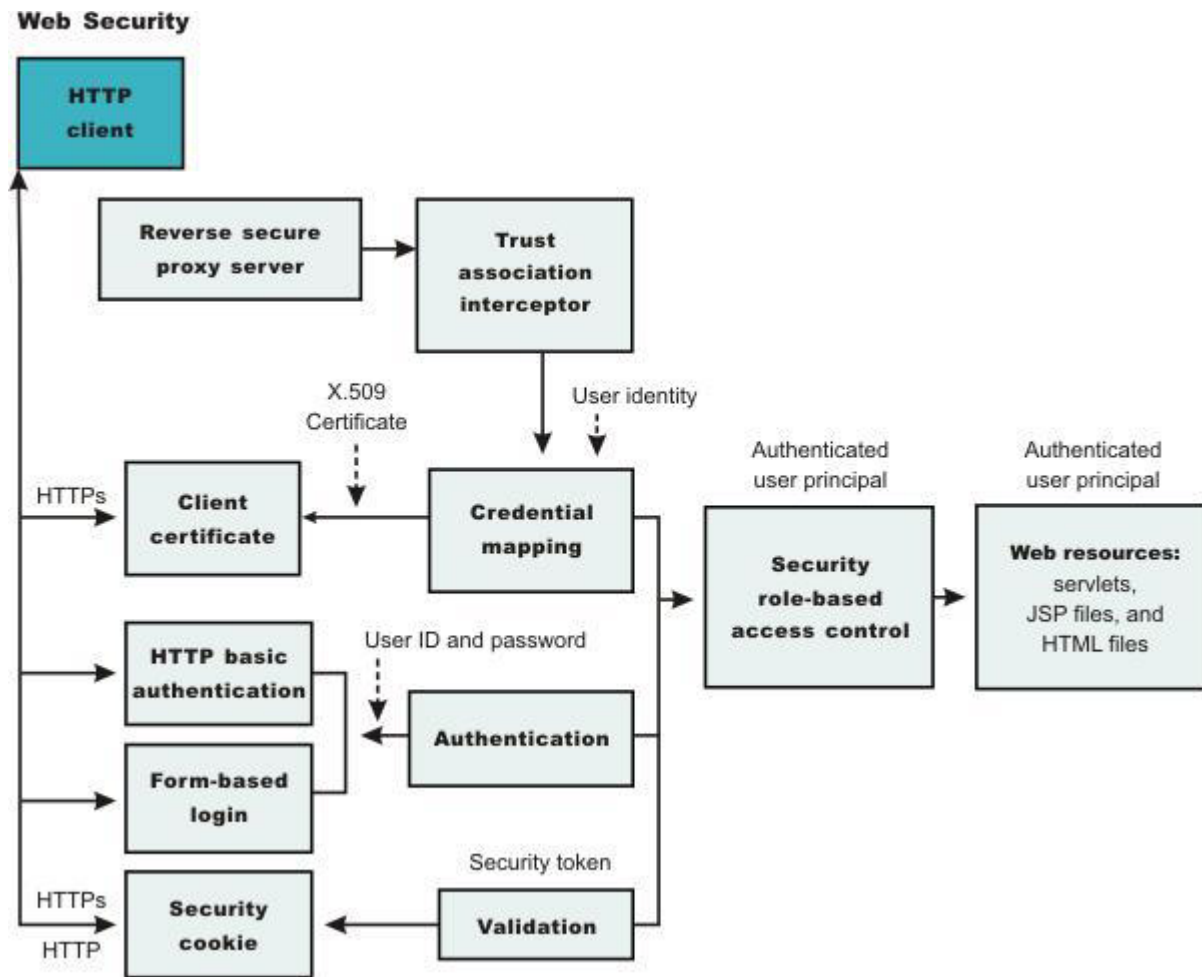 Web Security
HTTP
client
Reverse secure
proxy server
Trust
association
interceptor
X.509
Certificate
User identity
Authenticated
user principal
Authenticated
user principal
HTTPs
Client
certificate
Credential
mapping
Security
role-based
access control
Web resources:
servlets,
JSP files, and
HTML files
User ID and password
HTTP basic
authentication
Authentication
Form-based
login
Security token
HTTPs
HTTP
Security
cookie
Validation